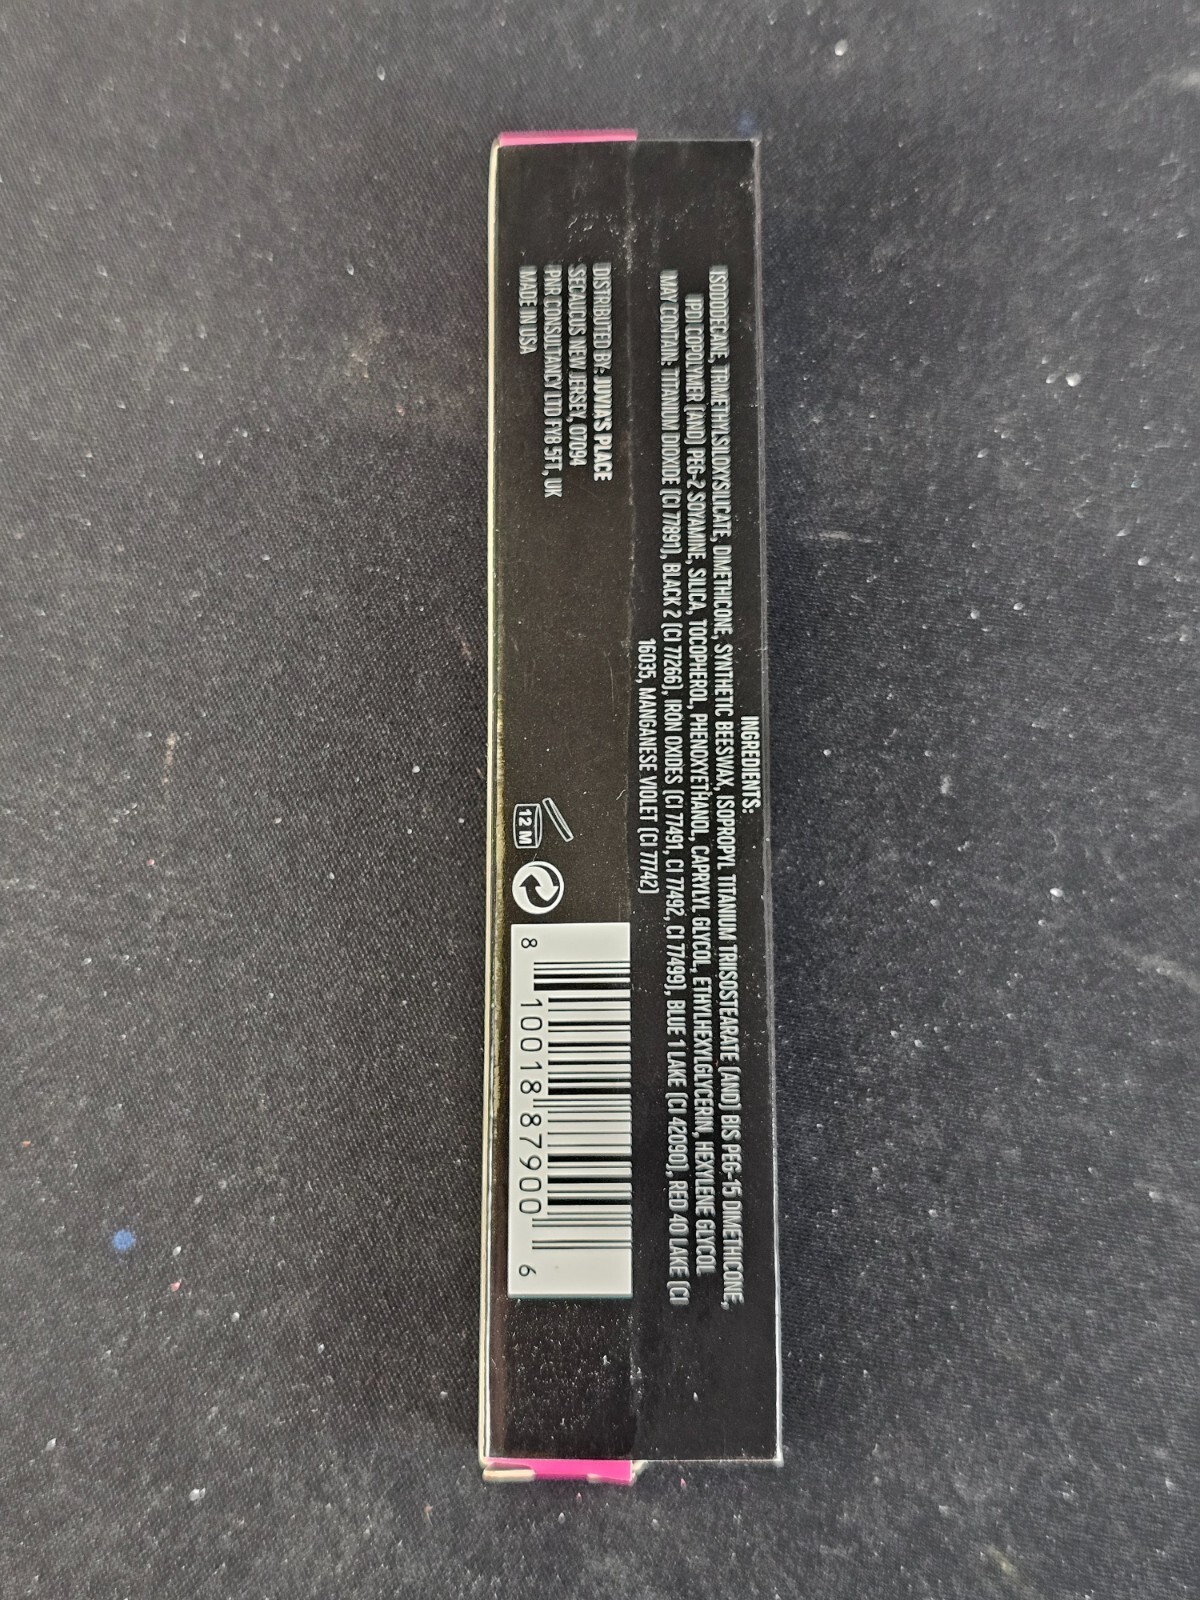 INGREDIENTS:
ISODODECANE, TRIMETHYLSILOXYSILICATE, DIMETHICONE, SYNTHETIC BEESWAX, ISOPROPYL TITANIUM TRIISOSTEARATE (AND) BIS PEG-15 DIMETHICONE,
IPDI COPOLYMER (AND) PEG-2 SOYAMINE, SILICA, TOCOPHEROL, PHENOXYETHANOL, CAPRYLYL GLYCOL, ETHYLHEXYLGLYCERIN, HEXYLENE GLYCOL
MAY CONTAIN: TITANIUM DIOXIDE (CI 77891), BLACK 2 (CI 77266), IRON OXIDES (CI 77491, CI 77492, CI 77499), BLUE 1 LAKE (CI 42090), RED 40 LAKE (CI
16035, MANGANESE VIOLET (CI 77742)
DISTRIBUTED BY: JUVIA'S PLACE
SECAUCUS NEW JERSEY, 07094
PNR CONSULTANCY LTD FY8 5FT, UK
MADE IN USA
12 M
8 10018 87900 6